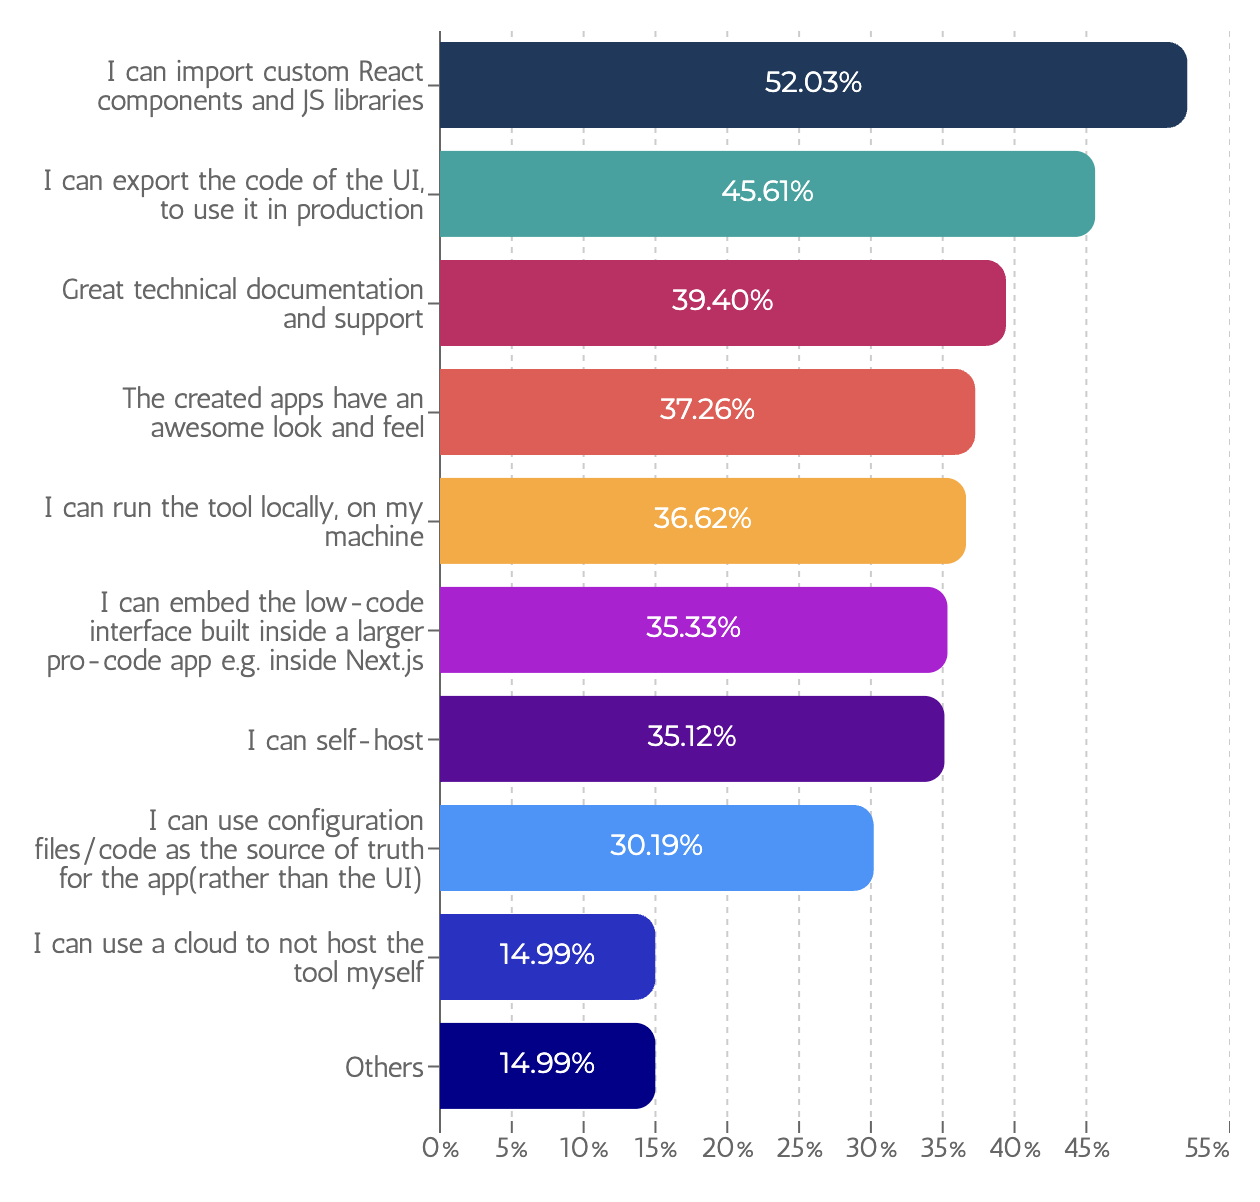 I can import custom React
components and JS libraries
52.03%
I can export the code of the UI,
to use it in production
45.61%
Great technical documentation
and support
39.40%
The created apps have an
awesome look and feel
37.26%
I can run the tool locally, on my
machine
36.62%
I can embed the low-code
interface built inside a larger
pro-code app e.g. inside Next.js
35.33%
I can self-host
35.12%
I can use configuration
files/code as the source of truth
for the app(rather than the UI)
30.19%
I can use a cloud to not host the
tool myself
14.99%
Others
14.99%
0% 5% 10% 15% 20% 25% 30% 35% 40% 45% 55%